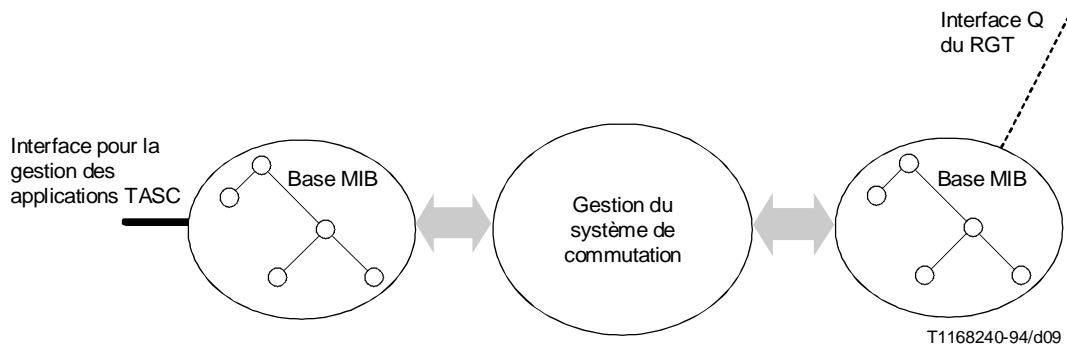 Interface Q
du RGT
Interface pour la
gestion des
applications TASC
Base MIB
Gestion du
système de
commutation
Base MIB
T1168240-94/d09